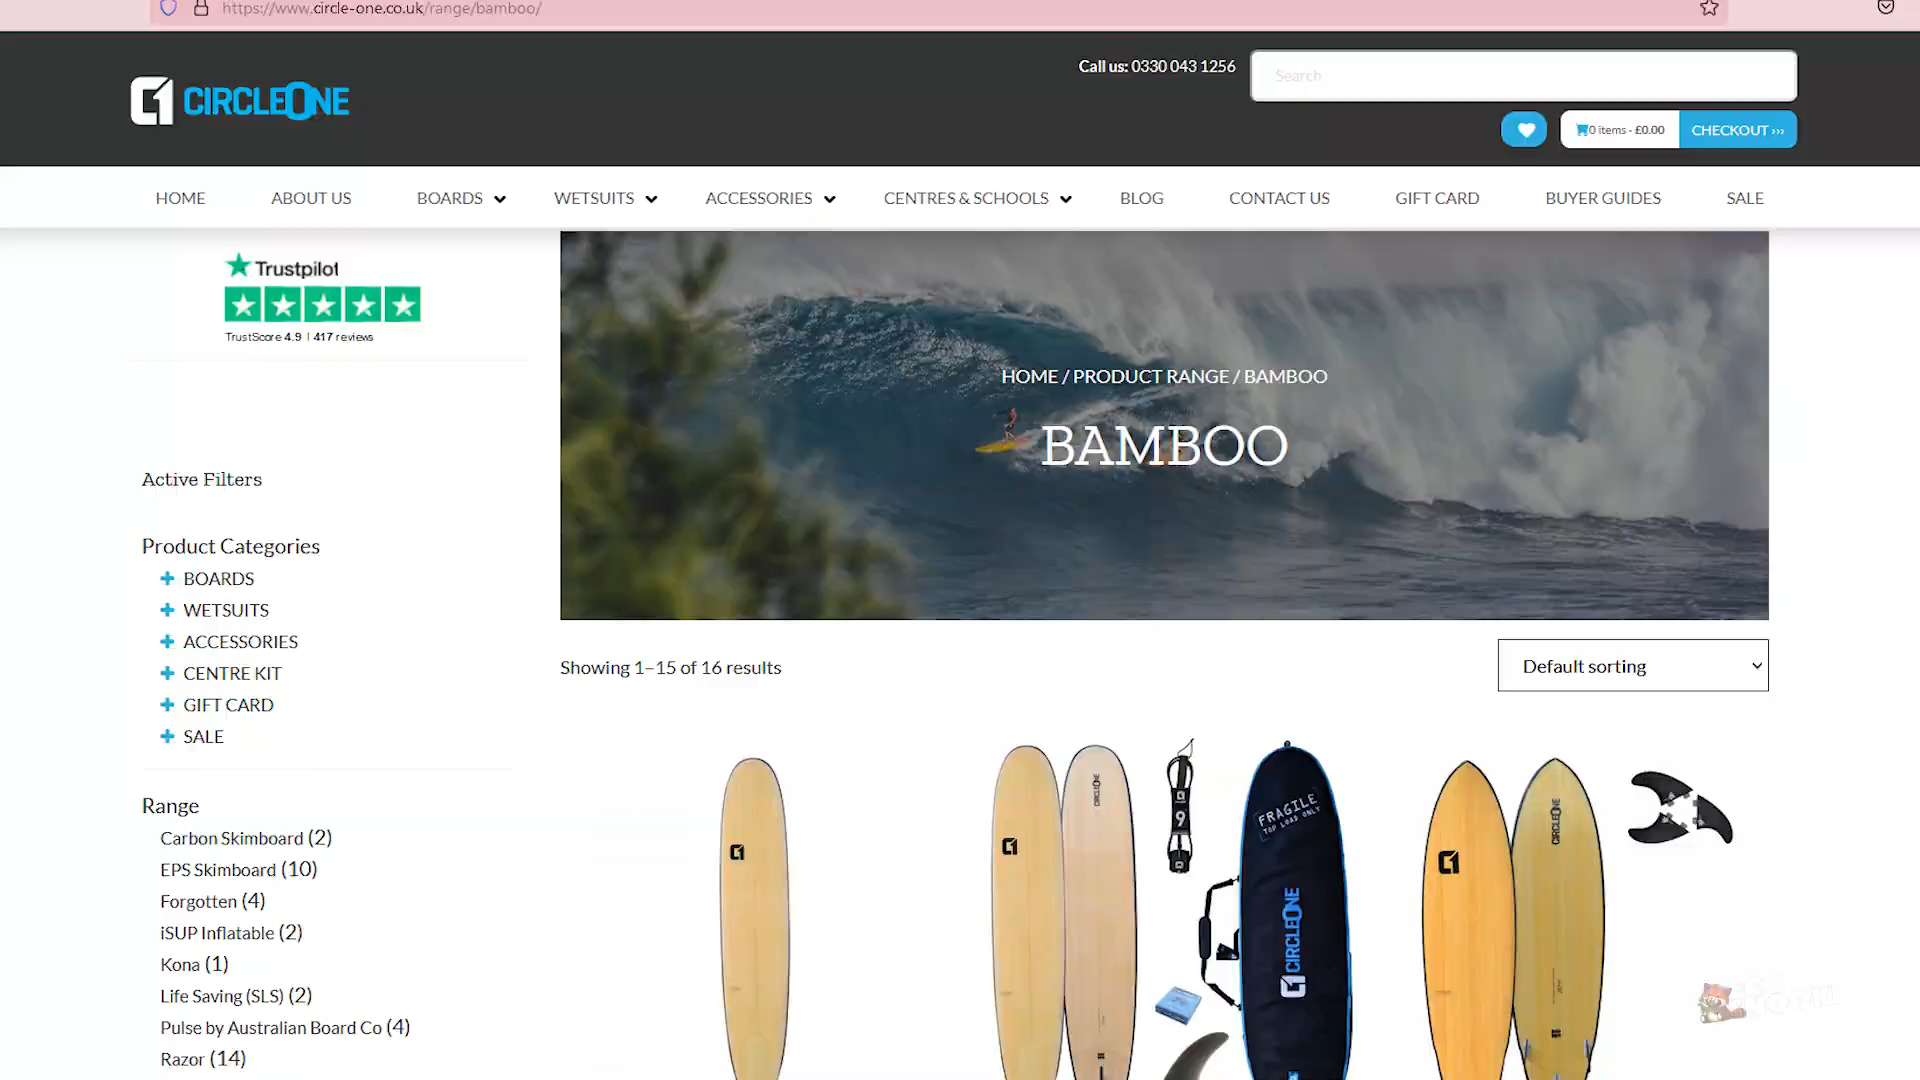 https://www.circle-one.co.uk/range/bamboo/
CIRCLEONE
Call us: 0330 043 1256
Search
0 items - £0.00
CHECKOUT ›››
HOME
ABOUT US
BOARDS
WETSUITS
ACCESSORIES
CENTRES & SCHOOLS
BLOG
CONTACT US
GIFT CARD
BUYER GUIDES
SALE
Trustpilot
TrustScore 4.9 | 417 reviews
HOME / PRODUCT RANGE / BAMBOO
BAMBOO
Active Filters
Product Categories
BOARDS
WETSUITS
ACCESSORIES
CENTRE KIT
GIFT CARD
SALE
Showing 1–15 of 16 results
Default sorting
Range
Carbon Skimboard (2)
EPS Skimboard (10)
Forgotten (4)
iSUP Inflatable (2)
Kona (1)
Life Saving (SLS) (2)
Pulse by Australian Board Co (4)
Razor (14)
CIRCLEONE
9
FRAGILE
TOP LOAD ONLY
CIRCLEONE
CIRCLEONE